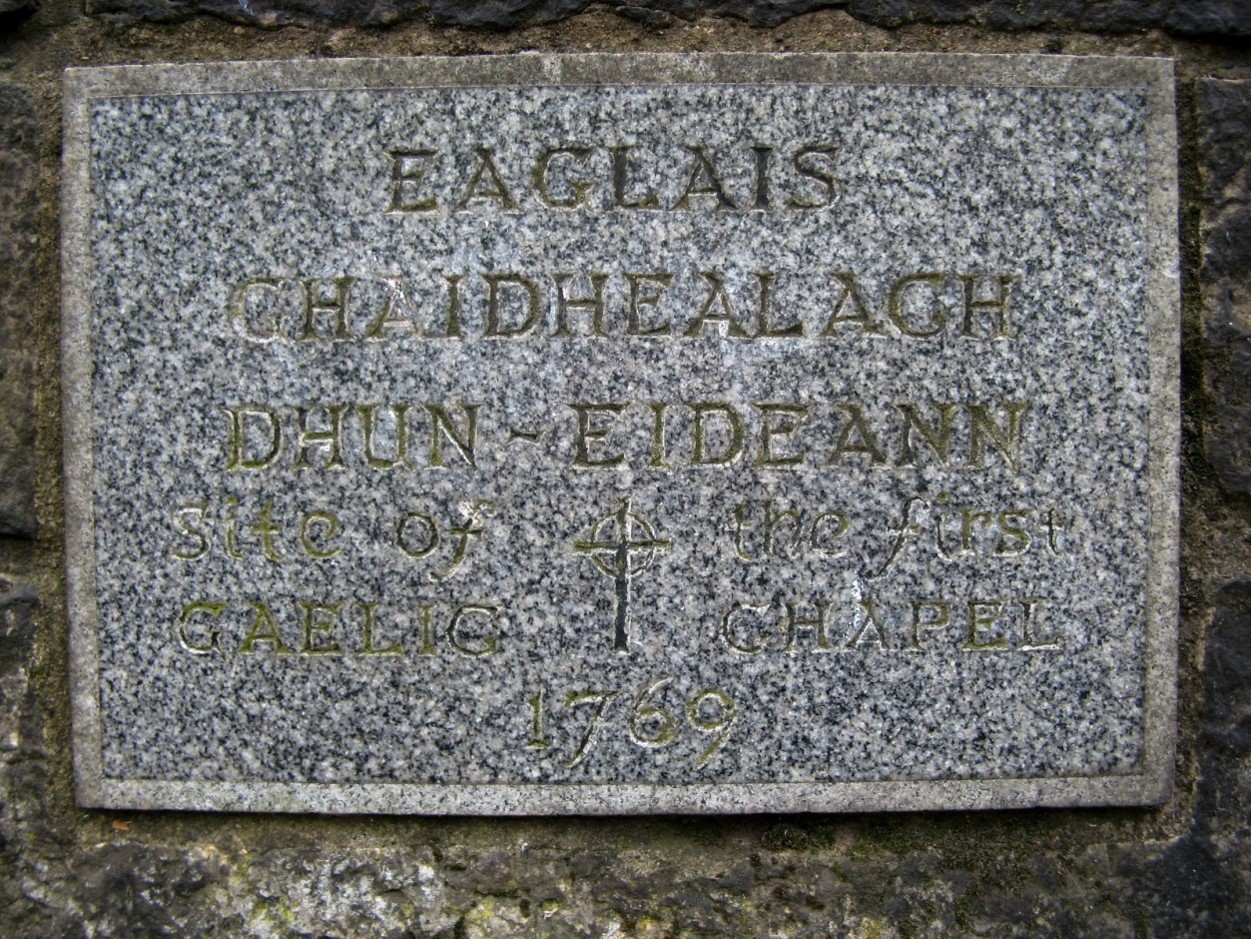 EAGLAIS
GHAIDHEALACH
DHUN-EIDEANN
Site of the first
GAELIC CHAPEL
1769